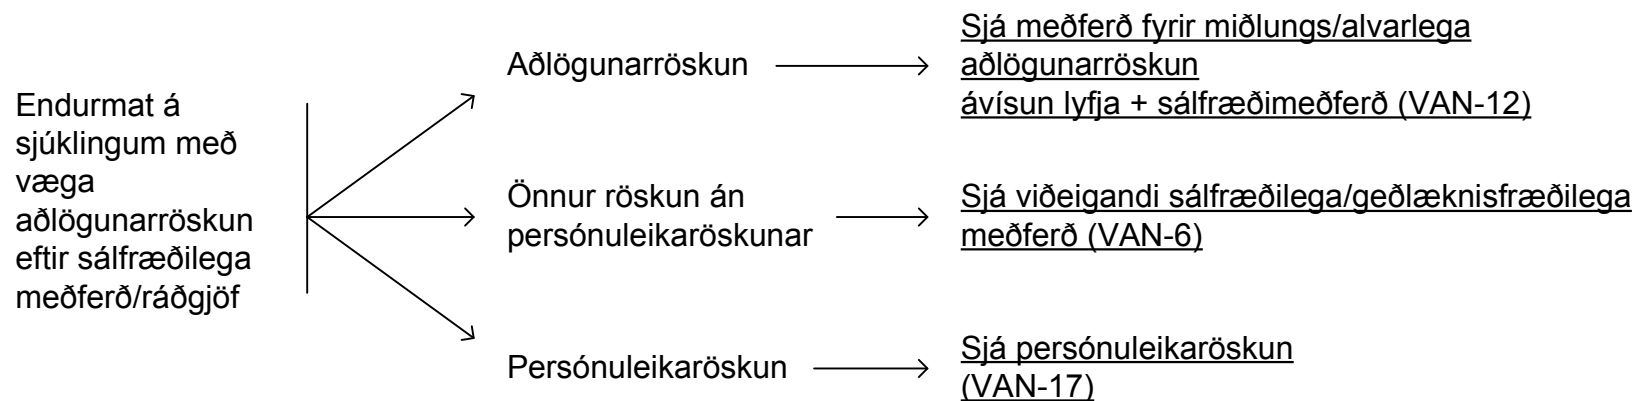 Endurmat á
sjúklingum með
væga
aðlögunarröskun
eftir sálfræðilega
meðferð/ráðgjöf
Aðlögunarröskun
Sjá meðferð fyrir miðlungs/alvarlega
aðlögunarröskun
ávísun lyfja + sálfræðimeðferð (VAN-12)
Önnur röskun án
persónuleikaröskunar
Sjá viðeigandi sálfræðilega/geðlæknisfræðilega
meðferð (VAN-6)
Persónuleikaröskun
Sjá persónuleikaröskun
(VAN-17)